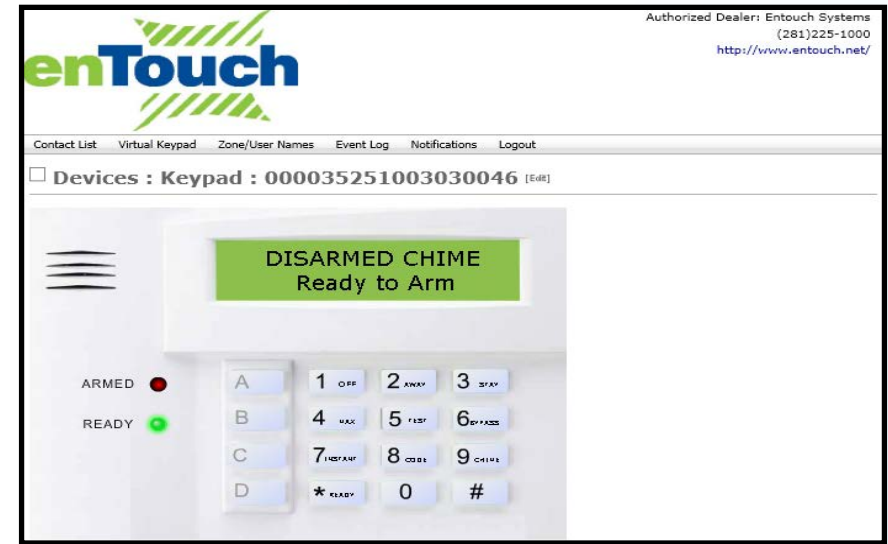 Authorized Dealer: Entouch Systems
(281)225-1000
http://www.entouch.net/
enTouch
Contact List Virtual Keypad Zone/User Names Event Log Notifications Logout
Devices : Keypad : 000035251003030046 [Edit]
DISARMED CHIME
Ready to Arm
ARMED
READY
A 1 OFF 2 AWAY 3 STAY
B 4 MAX 5 TEST 6 BYPASS
C 7 INSTANT 8 CODE 9 CHIME
D * READY 0 #